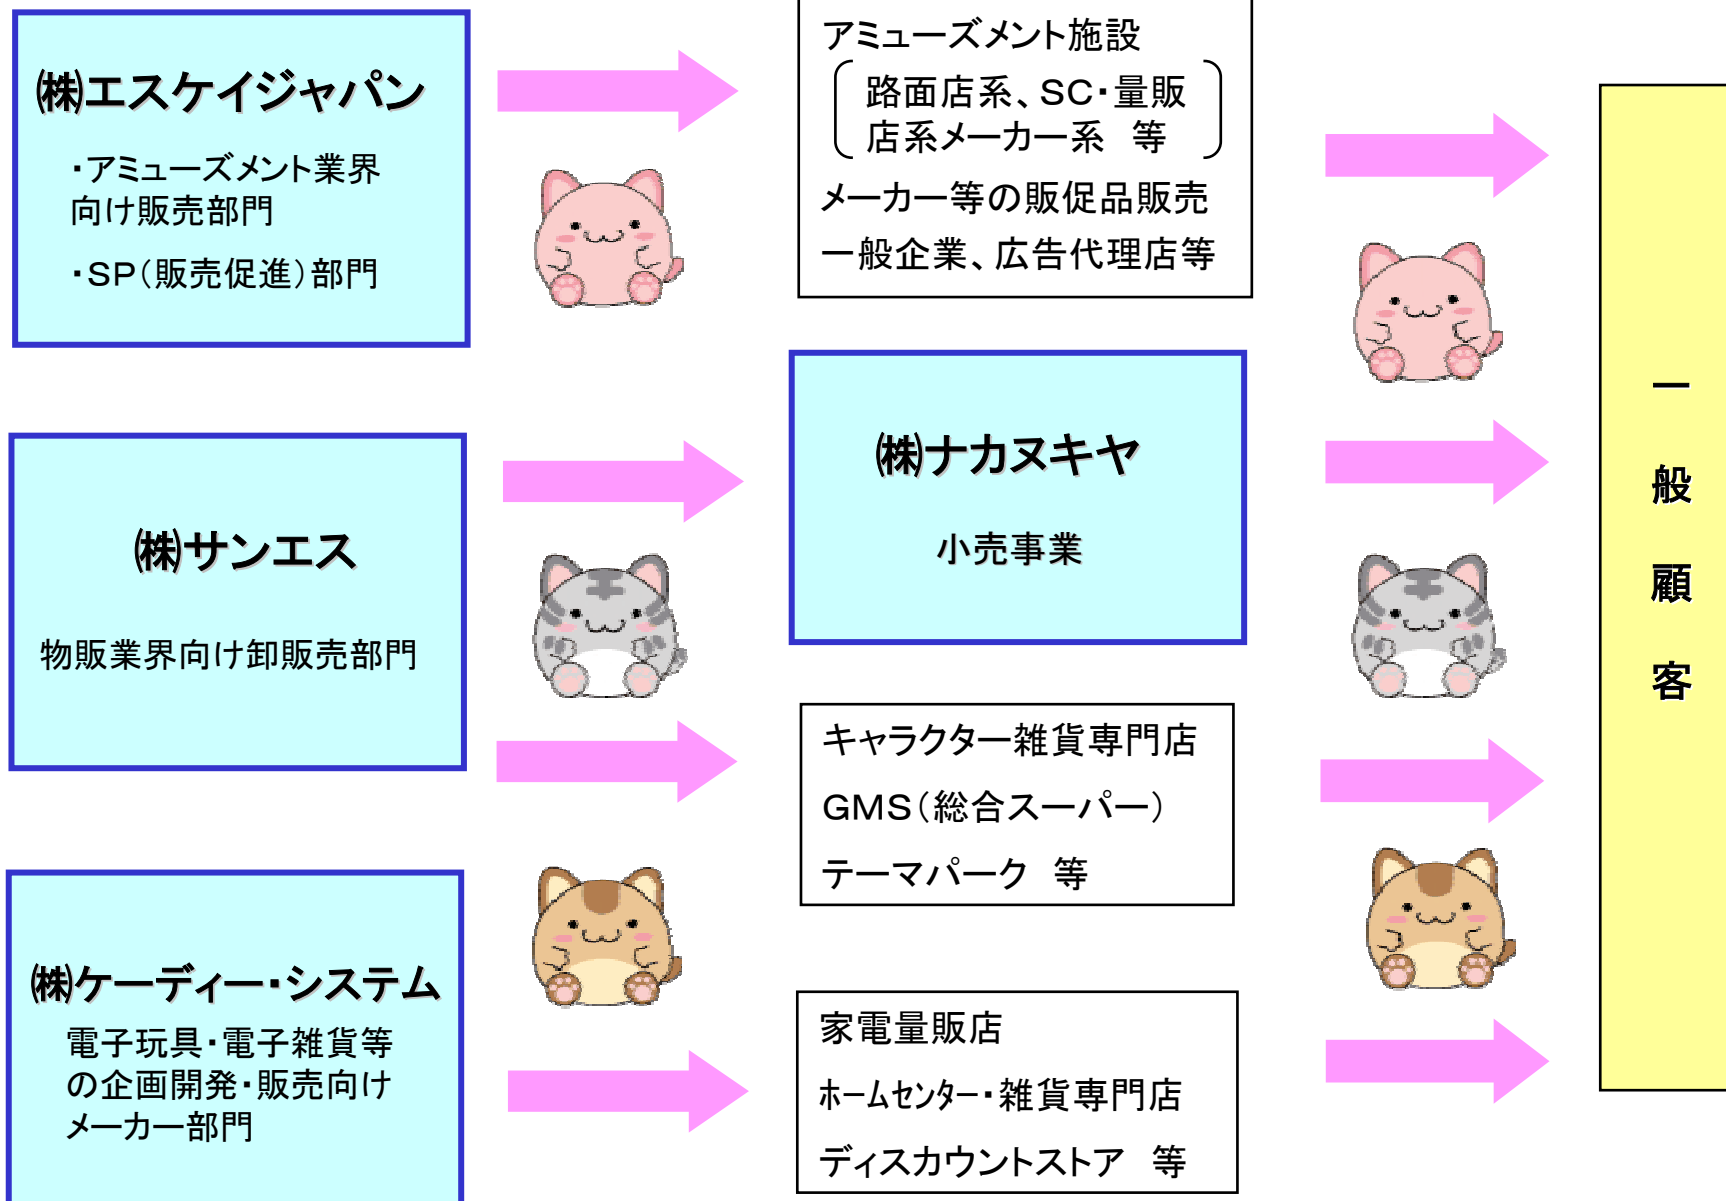 ㈱エスケイジャパン
・アミューズメント業界
向け販売部門
・SP（販売促進）部門
アミューズメント施設
路面店系、SC・量販
店系メーカー系　等
メーカー等の販促品販売
一般企業、広告代理店等
㈱サンエス
物販業界向け卸販売部門
㈱ナカヌキヤ
小売事業
キャラクター雑貨専門店
GMS（総合スーパー）
テーマパーク　等
㈱ケーディー・システム
電子玩具・電子雑貨等
の企画開発・販売向け
メーカー部門
家電量販店
ホームセンター・雑貨専門店
ディスカウントストア　等
一般顧客